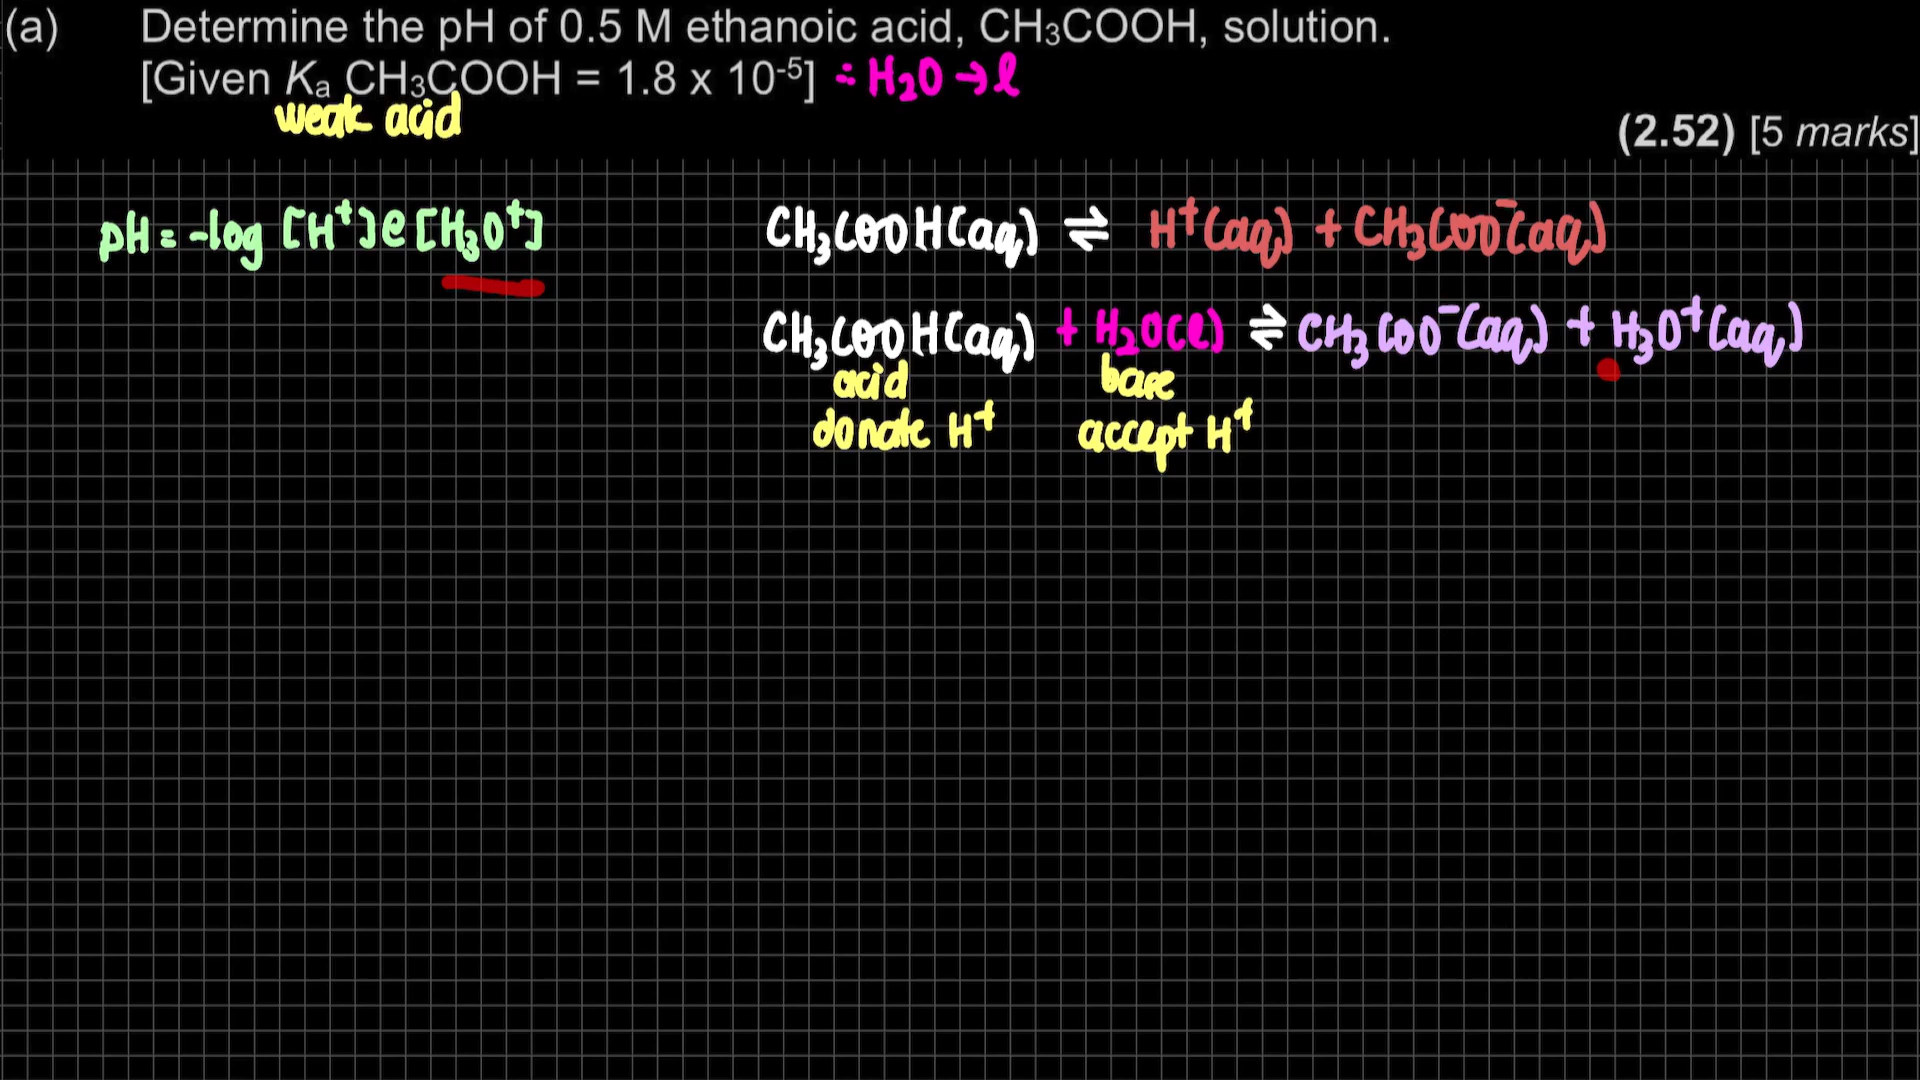 (a) Determine the pH of 0.5 M ethanoic acid, CH₃COOH, solution.
[Given Kₐ CH₃COOH = 1.8 x 10⁻⁵] ÷ H₂O → l
weak acid
(2.52) [5 marks]
pH = -log [H⁺] @ [H₃O⁺]
CH₃COOH(aq) ⇌ H⁺(aq) + CH₃COO⁻(aq)
CH₃COOH(aq) + H₂O(l) ⇌ CH₃COO⁻(aq) + H₃O⁺(aq)
acid base
donate H⁺ accept H⁺